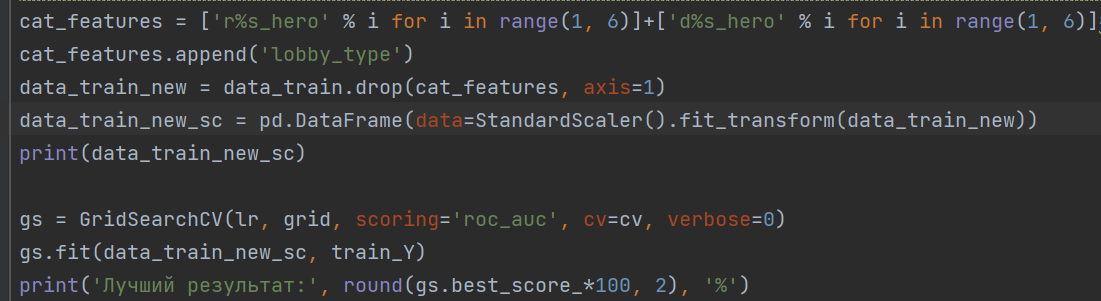 cat_features = ['r%s_hero' % i for i in range(1, 6)]+['d%s_hero' % i for i in range(1, 6)]
cat_features.append('lobby_type')
data_train_new = data_train.drop(cat_features, axis=1)
data_train_new_sc = pd.DataFrame(data=StandardScaler().fit_transform(data_train_new))
print(data_train_new_sc)
gs = GridSearchCV(lr, grid, scoring='roc_auc', cv=cv, verbose=0)
gs.fit(data_train_new_sc, train_Y)
print('Лучший результат:', round(gs.best_score_*100, 2), '%')